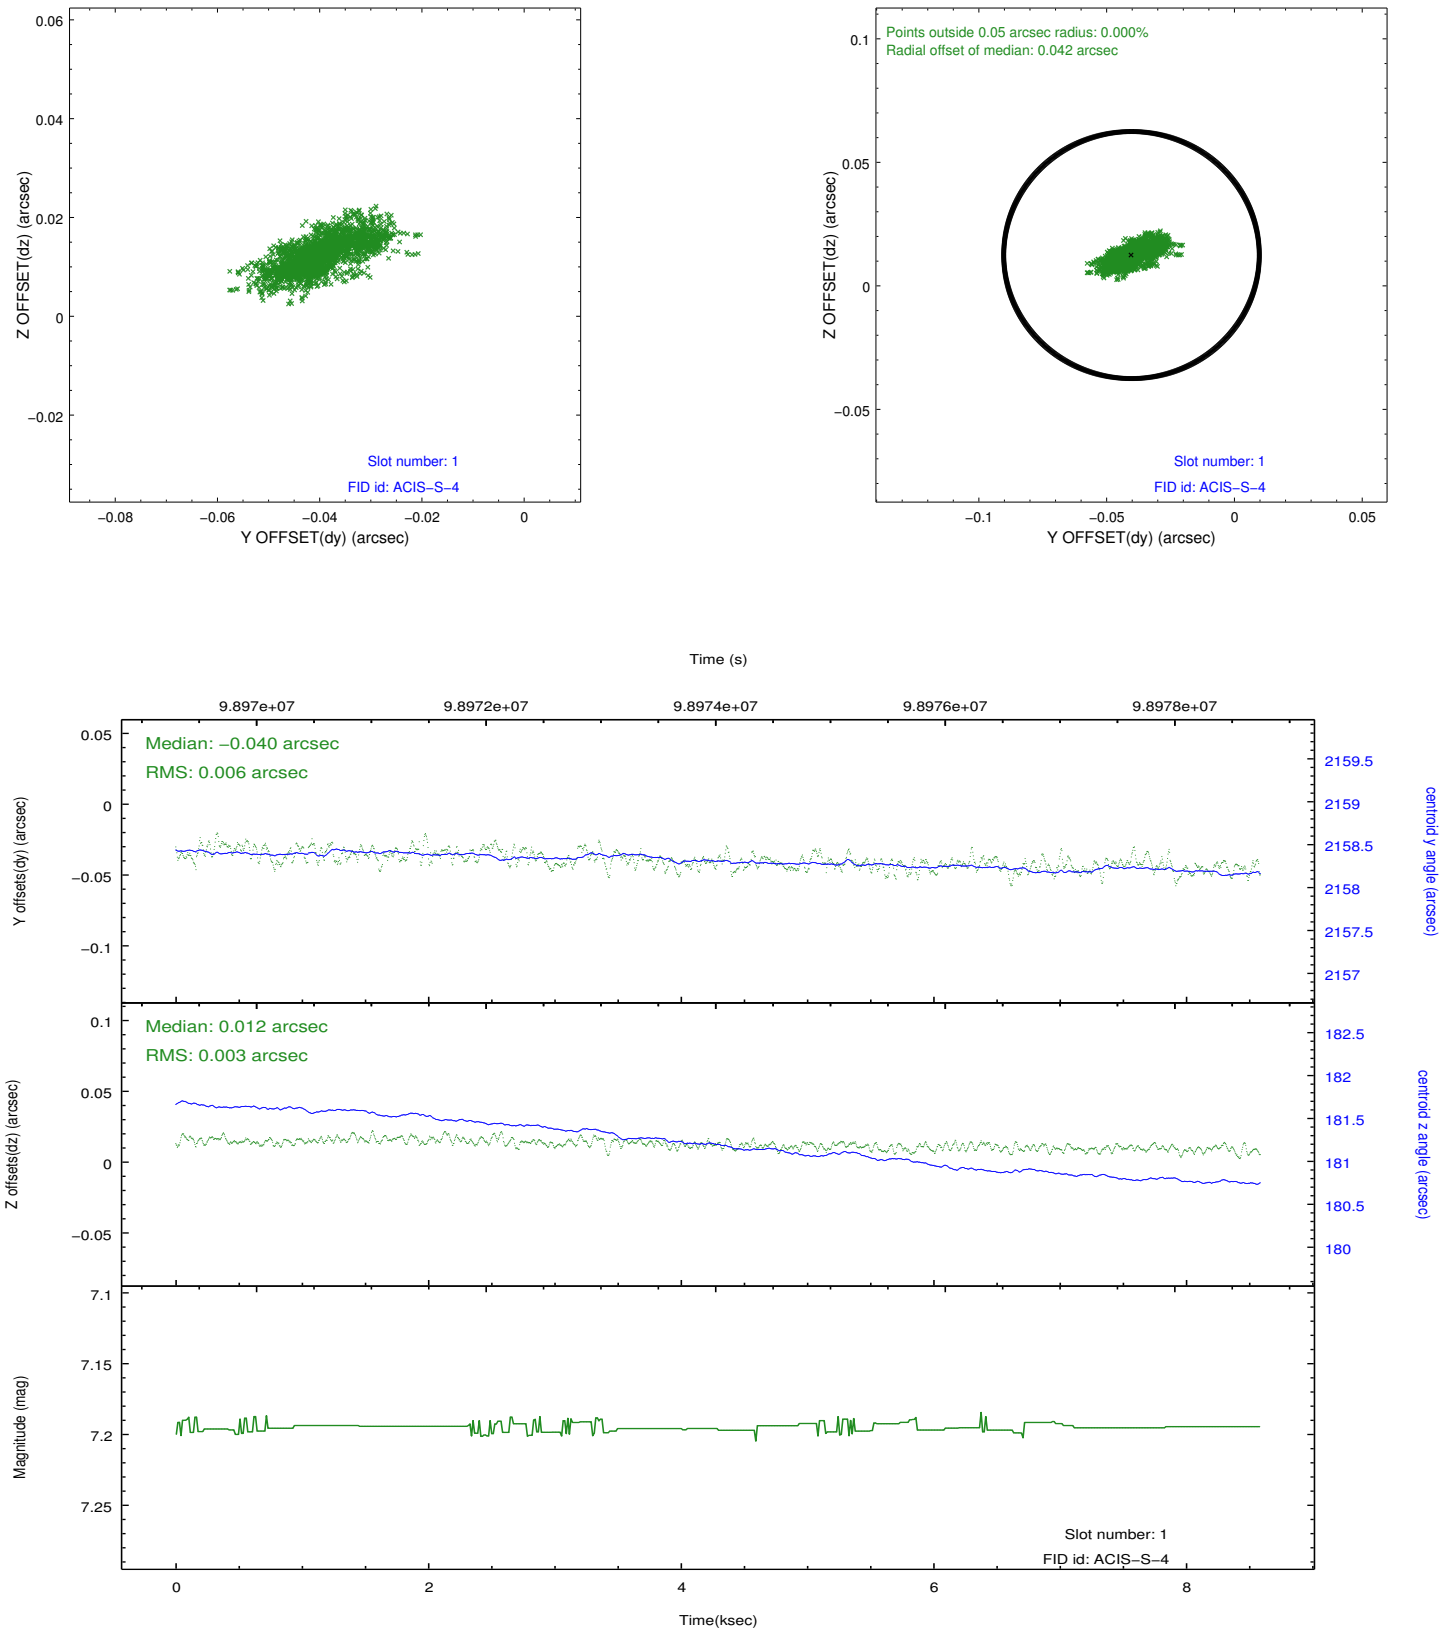 0.06
0.04
0.02
0
−0.02
Z OFFSET(dz) (arcsec)
Slot number: 1
FID id: ACIS−S−4
−0.08
−0.06
−0.04
−0.02
0
Y OFFSET(dy) (arcsec)
Points outside 0.05 arcsec radius: 0.000%
Radial offset of median: 0.042 arcsec
0.1
0.05
0
−0.05
Z OFFSET(dz) (arcsec)
Slot number: 1
FID id: ACIS−S−4
−0.1
−0.05
0
0.05
Y OFFSET(dy) (arcsec)
Time (s)
9.897e+07
9.8972e+07
9.8974e+07
9.8976e+07
9.8978e+07
Median: −0.040 arcsec
RMS: 0.006 arcsec
0.05
0
−0.05
−0.1
Y offsets(dy) (arcsec)
2159.5
2159
2158.5
2158
2157.5
2157
centroid y angle (arcsec)
Median: 0.012 arcsec
RMS: 0.003 arcsec
0.1
0.05
0
−0.05
Z offsets(dz) (arcsec)
182.5
182
181.5
181
180.5
180
centroid z angle (arcsec)
7.1
7.15
7.2
7.25
Magnitude (mag)
Slot number: 1
FID id: ACIS−S−4
0
2
4
6
8
Time(ksec)